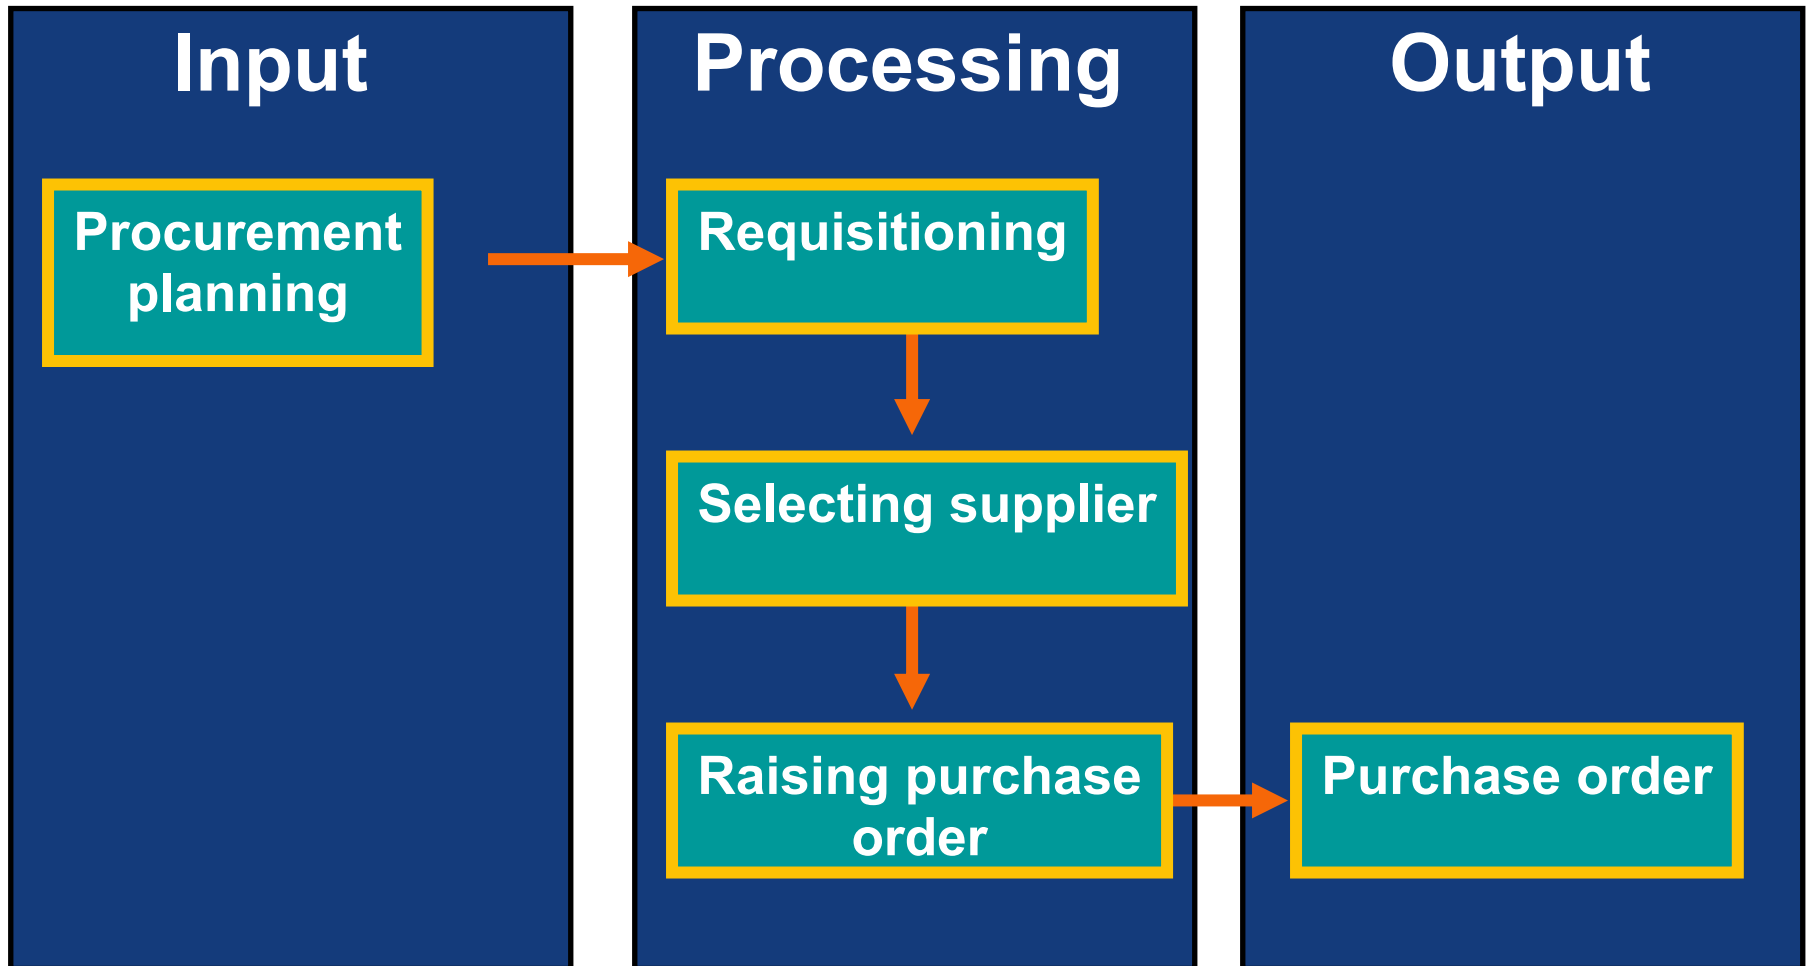 Input
Procurement
planning
Processing
Requisitioning
Selecting supplier
Raising purchase
order
Output
Purchase order